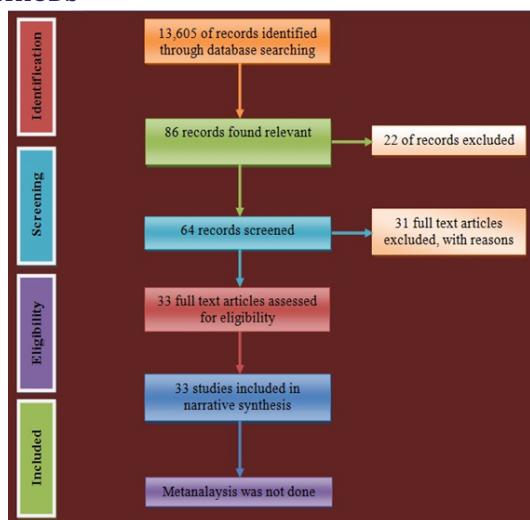 Identification
13,605 of records identified
through database searching
86 records found relevant
22 of records excluded
Screening
64 records screened
31 full text articles
excluded, with reasons
Eligibility
33 full text articles assessed
for eligibility
33 studies included in
narrative synthesis
Included
Metanalaysis was not done